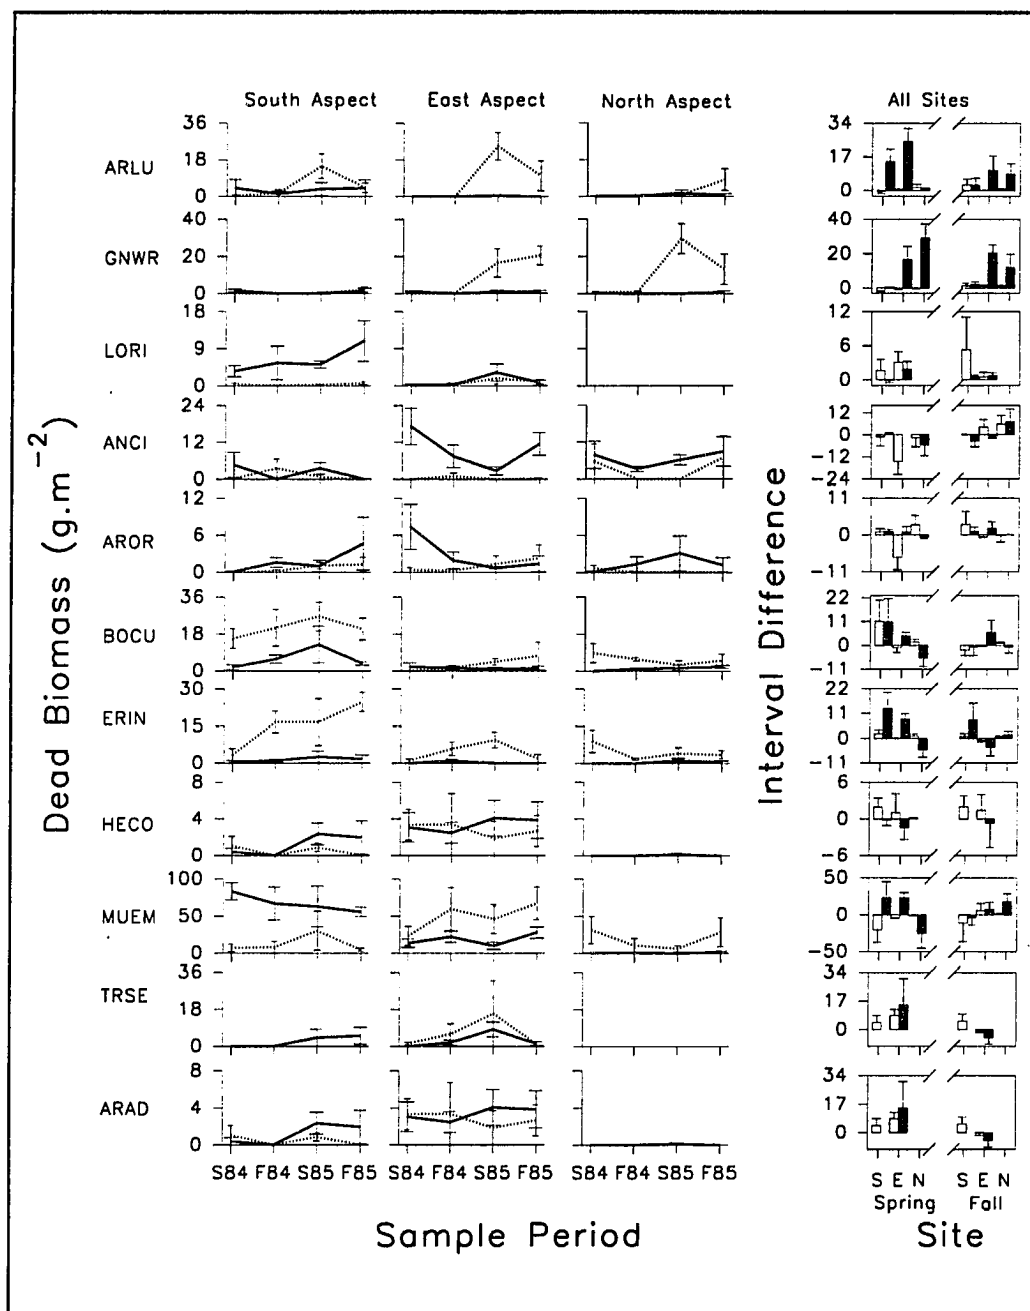 South Aspect East Aspect North Aspect All Sites
ARLU 36 18 0 34 17 0
GNWR 40 20 0 40 20 0
LORI 18 9 0 12 6 0
ANCI 24 12 0 12 0 -12 -24
AROR 12 6 0 11 0 -11
BOCU 36 18 0 22 11 0 -11
ERIN 30 15 0 22 11 0 -11
HECO 8 4 0 6 0 -6
MUEM 100 50 0 50 0 -50
TRSE 36 18 0 34 17 0
ARAD 8 4 0 34 17 0
Dead Biomass (g.m-2)
Interval Difference
S84 F84 S85 F85 S84 F84 S85 F85 S84 F84 S85 F85 S E N S E N
Spring Fall
Sample Period Site